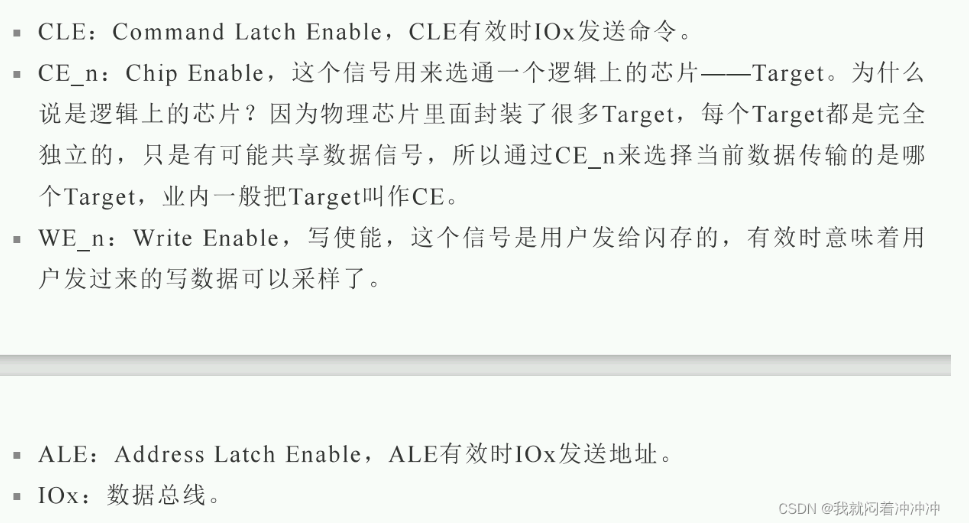 ▪ CLE：Command Latch Enable，CLE有效时IOx发送命令。
▪ CE_n：Chip Enable，这个信号用来选通一个逻辑上的芯片——Target。为什么
说是逻辑上的芯片？因为物理芯片里面封装了很多Target，每个Target都是完全
独立的，只是有可能共享数据信号，所以通过CE_n来选择当前数据传输的是哪
个Target，业内一般把Target叫作CE。
▪ WE_n：Write Enable，写使能，这个信号是用户发给闪存的，有效时意味着用
户发过来的写数据可以采样了。
▪ ALE：Address Latch Enable，ALE有效时IOx发送地址。
▪ IOx：数据总线。
CSDN @我就闷着冲冲冲